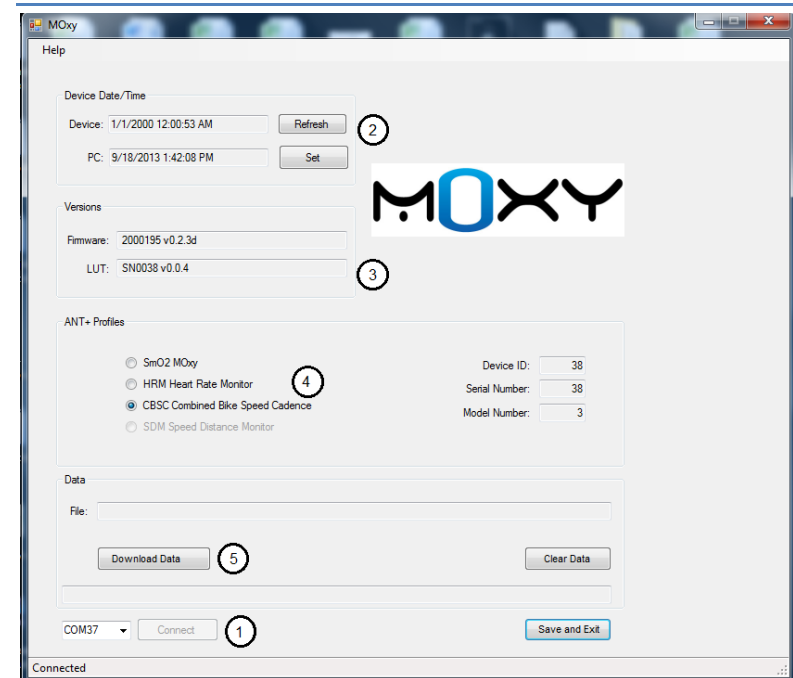 MOxy
Help
Device Date/Time
Device: 1/1/2000 12:00:53 AM Refresh 2
PC: 9/18/2013 1:42:08 PM Set
MOXY
Versions
Firmware: 2000195 v0.2.3d
LUT: SN0038 v0.0.4
3
ANT+ Profiles
SmO2 MOxy Device ID: 38
HRM Heart Rate Monitor 4 Serial Number: 38
CBSC Combined Bike Speed Cadence Model Number: 3
SDM Speed Distance Monitor
Data
File:
Download Data 5 Clear Data
COM37 Connect 1 Save and Exit
Connected